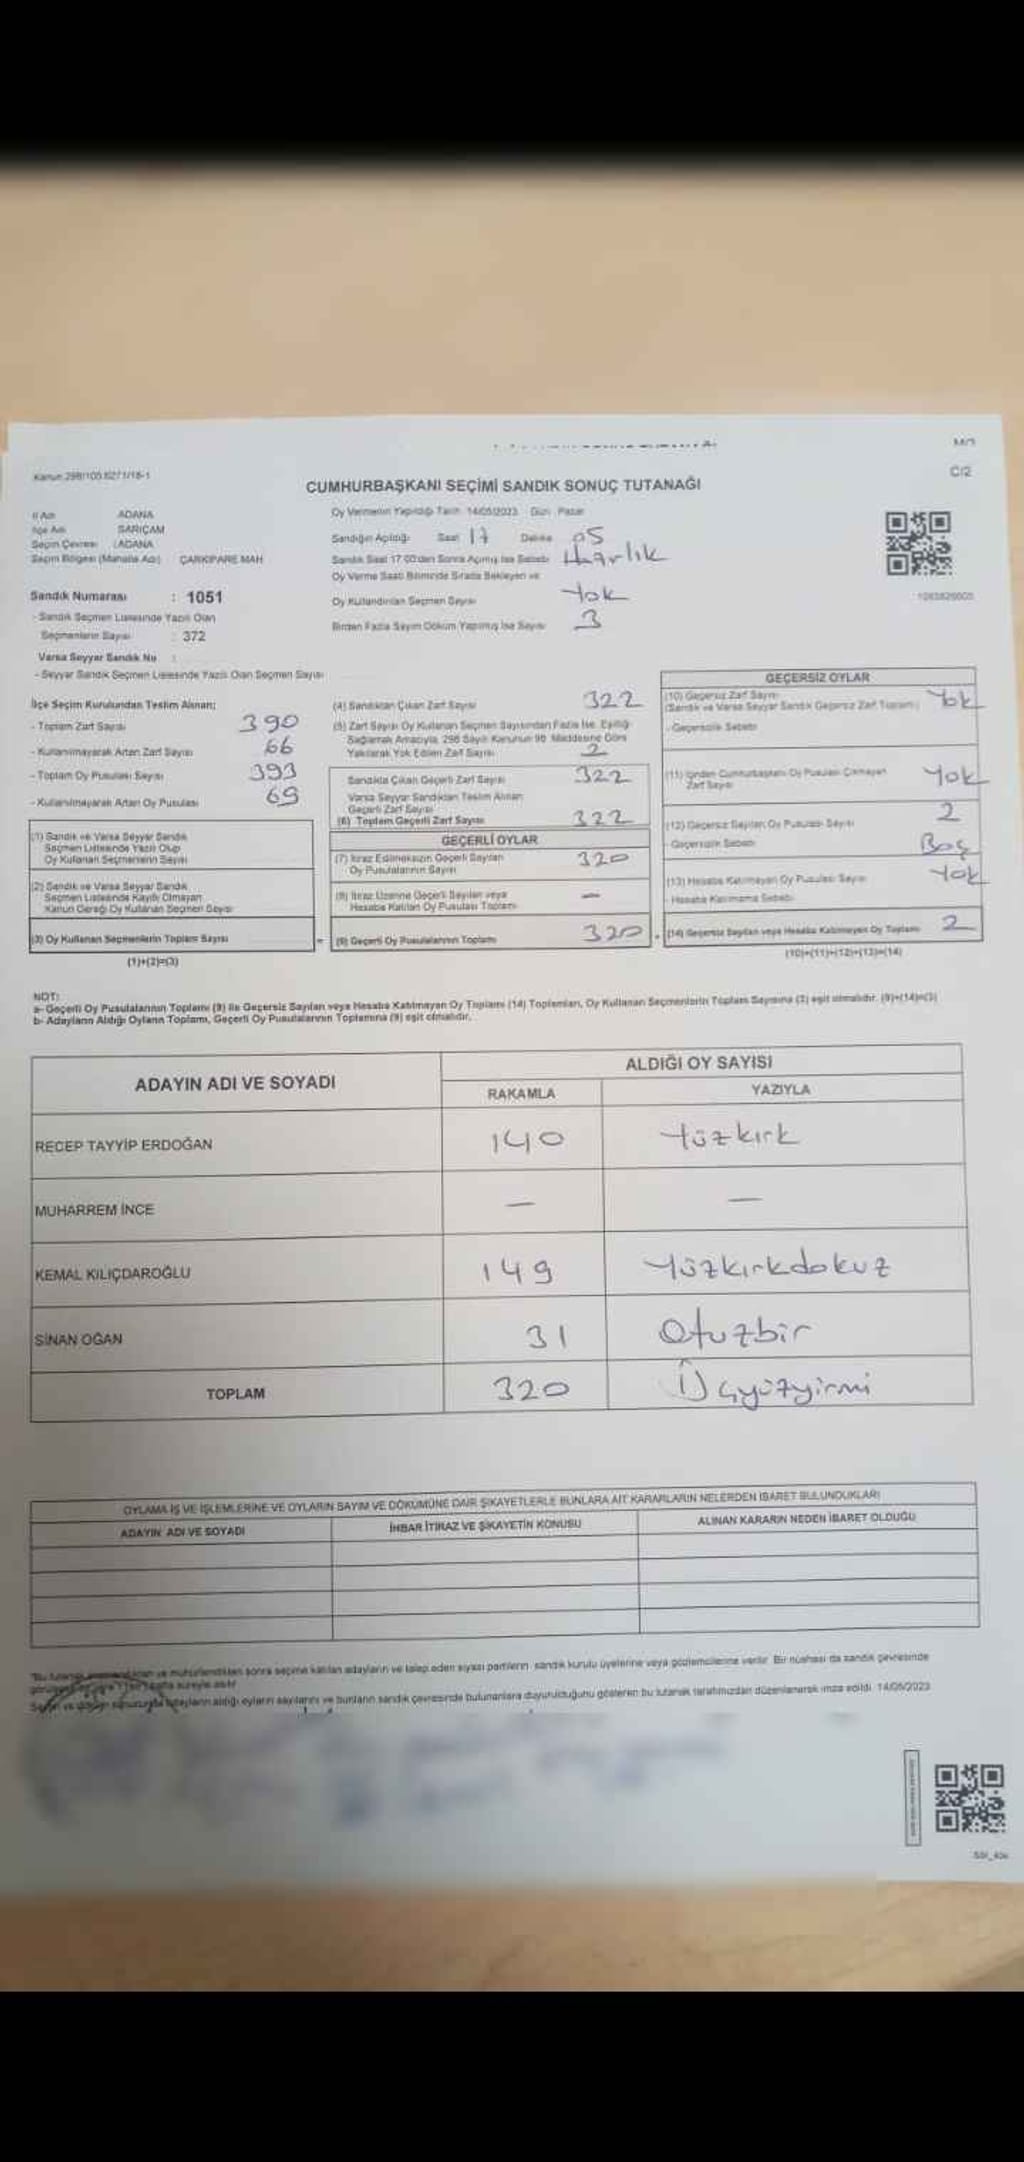 C/2
Kanun:298/100.6271/18-1
CUMHURBAŞKANI SEÇİMİ SANDIK SONUÇ TUTANAĞI
İl Adı ADANA
İlçe Adı SARIÇAM
Seçim Çevresi : ADANA
Seçim Bölgesi (Mahalle Adı) ÇARKIPARE MAH
Sandık Numarası : 1051
- Sandık Seçmen Listesinde Yazılı Olan
Seçmenlerin Sayısı : 372
Varsa Seyyar Sandık No :
- Seyyar Sandık Seçmen Listesinde Yazılı Olan Seçmen Sayısı
Oy Vermenin Yapıldığı Tarih 14/05/2023 Gün : Pazar
Sandığın Açıldığı Saat 17 Dakika 05
Sandık Saat 17.00'den Sonra Açılmış İse Sebebi
Oy Verme Saati Bitiminde Sırada Bekleyen ve
Oy Kullandırılan Seçmen Sayısı Yok
Birden Fazla Sayım Döküm Yapılmış İse Sayısı 3
İlçe Seçim Kurulundan Teslim Alınan;
- Toplam Zarf Sayısı 390
- Kullanılmayarak Artan Zarf Sayısı 66
- Toplam Oy Pusulası Sayısı 393
- Kullanılmayarak Artan Oy Pusulası 69
(1) Sandık ve Varsa Seyyar Sandık
Seçmen Listesinde Yazılı Olup
Oy Kullanan Seçmenlerin Sayısı
(2) Sandık ve Varsa Seyyar Sandık
Seçmen Listesinde Kayıtlı Olmayan
Kanun Gereği Oy Kullanan Seçmen Sayısı
(3) Oy Kullanan Seçmenlerin Toplam Sayısı
(1)+(2)=(3)
(4) Sandıktan Çıkan Zarf Sayısı 322
(5) Zarf Sayısı Oy Kullanan Seçmen Sayısından Fazla İse, Eşitliği
Sağlamak Amacıyla, 298 Sayılı Kanunun 98. Maddesine Göre
Yakılarak Yok Edilen Zarf Sayısı 2
Sandıkta Çıkan Geçerli Zarf Sayısı 322
Varsa Seyyar Sandıktan Teslim Alınan
Geçerli Zarf Sayısı
(6) Toplam Geçerli Zarf Sayısı 322
GEÇERLİ OYLAR
(7) İtiraz Edilmeksizin Geçerli Sayılan
Oy Pusulalarının Sayısı 320
(8) İtiraz Üzerine Geçerli Sayılan veya
Hesaba Katılan Oy Pusulası Toplamı —
(9) Geçerli Oy Pusulalarının Toplamı 320
GEÇERSİZ OYLAR
(10) Geçersiz Zarf Sayısı
(Sandık ve Varsa Seyyar Sandık Geçersiz Zarf Toplamı) Yok
- Geçersizlik Sebebi
(11) İçinden Cumhurbaşkanı Oy Pusulası Çıkmayan
Zarf Sayısı Yok
(12) Geçersiz Sayılan Oy Pusulası Sayısı 2
- Geçersizlik Sebebi Boş
(13) Hesaba Katılmayan Oy Pusulası Sayısı Yok
- Hesaba Katılmama Sebebi
(14) Geçersiz Sayılan veya Hesaba Katılmayan Oy Toplamı 2
(10)+(11)+(12)+(13)=(14)
NOT:
a- Geçerli Oy Pusulalarının Toplamı (9) ile Geçersiz Sayılan veya Hesaba Katılmayan Oy Toplamı (14) Toplamları, Oy Kullanan Seçmenlerin Toplam Sayısına (3) eşit olmalıdır. (9)+(14)=(3)
b- Adayların Aldığı Oyların Toplamı, Geçerli Oy Pusulalarının Toplamına (9) eşit olmalıdır.
ADAYIN ADI VE SOYADI ALDIĞI OY SAYISI
RAKAMLA YAZIYLA
RECEP TAYYİP ERDOĞAN 140 Yüzkırk
MUHARREM İNCE — —
KEMAL KILIÇDAROĞLU 149 Yüzkırkdokuz
SİNAN OĞAN 31 Otuzbir
TOPLAM 320 Üçyüzyirmi
OYLAMA İŞ VE İŞLEMLERİNE VE OYLARIN SAYIM VE DÖKÜMÜNE DAİR ŞİKAYETLERLE BUNLARA AİT KARARLARIN NELERDEN İBARET BULUNDUKLARI
ADAYIN ADI VE SOYADI İHBAR İTİRAZ VE ŞİKAYETİN KONUSU ALINAN KARARIN NEDEN İBARET OLDUĞU
ve mühürlendikten sonra seçime katılan adayların ve talep eden siyasi partilerin sandık kurulu üyelerine veya gözlemcilerine verilir. Bir nüshası da sandık çevresinde
hafta süreyle asılır
adayların aldığı oyların sayılarını ve bunların sandık çevresinde bulunanlara duyurulduğunu gösteren bu tutanak tarafımızdan düzenlenerek imza edildi. 14/05/2023